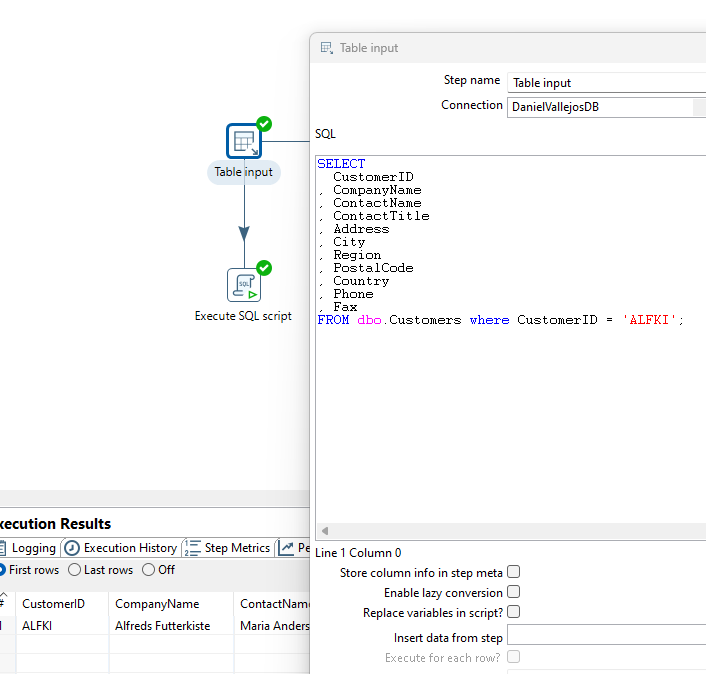 Table input
Step name Table input
Connection DanielVallejosDB
SQL
SELECT
CustomerID
, CompanyName
, ContactName
, ContactTitle
, Address
, City
, Region
, PostalCode
, Country
, Phone
, Fax
FROM dbo.Customers where CustomerID = 'ALFKI';
Line 1 Column 0
Store column info in step meta
Enable lazy conversion
Replace variables in script?
Insert data from step
Execute for each row?
Table input
SQL
Execute SQL script
xecution Results
Logging Execution History Step Metrics Pe
First rows Last rows Off
# CustomerID CompanyName ContactName
1 ALFKI Alfreds Futterkiste Maria Anders